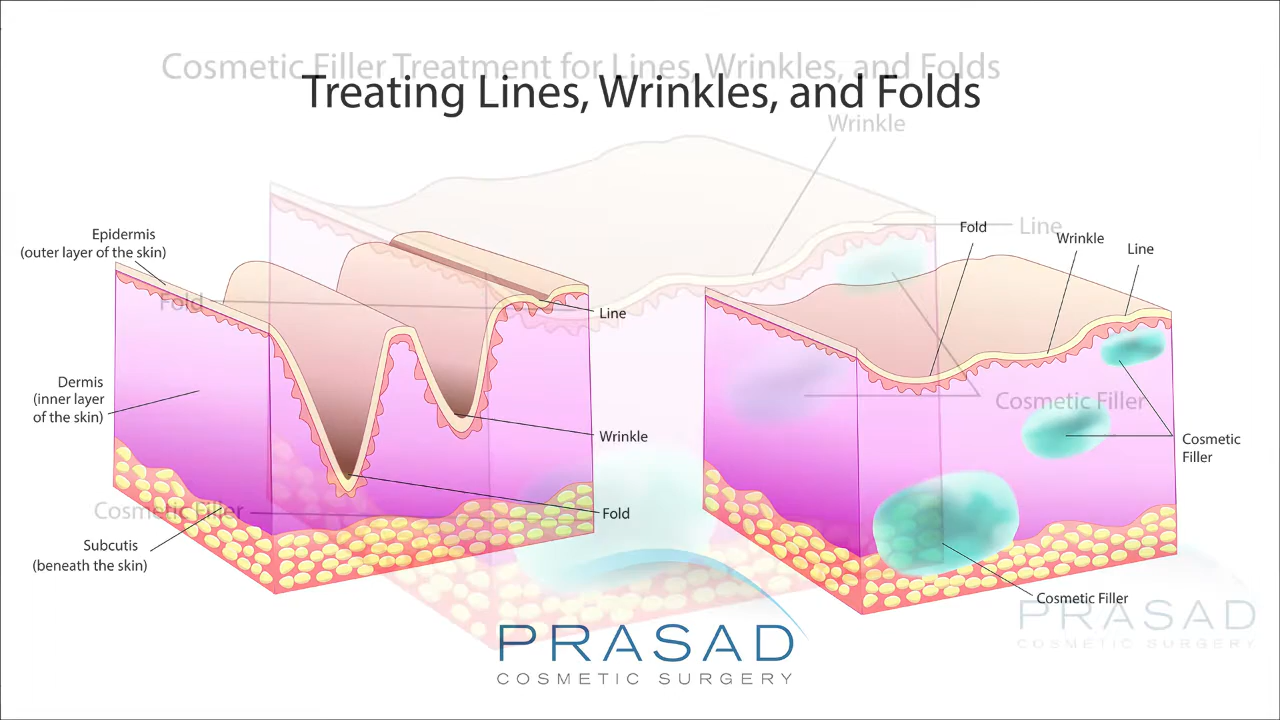 Cosmetic Filler Treatment for Lines, Wrinkles, and Folds
Treating Lines, Wrinkles, and Folds
Wrinkle
Epidermis
(outer layer of the skin)
Fold
Line
Fold
Wrinkle
Line
Fold
Line
Dermis
(inner layer
of the skin)
Cosmetic Filler
Wrinkle
Cosmetic
Filler
Cosmetic Filler
Fold
Subcutis
(beneath the skin)
Cosmetic Filler
PRASAD
COSMETIC SURGERY
PRASAD
COSMETIC SURGERY